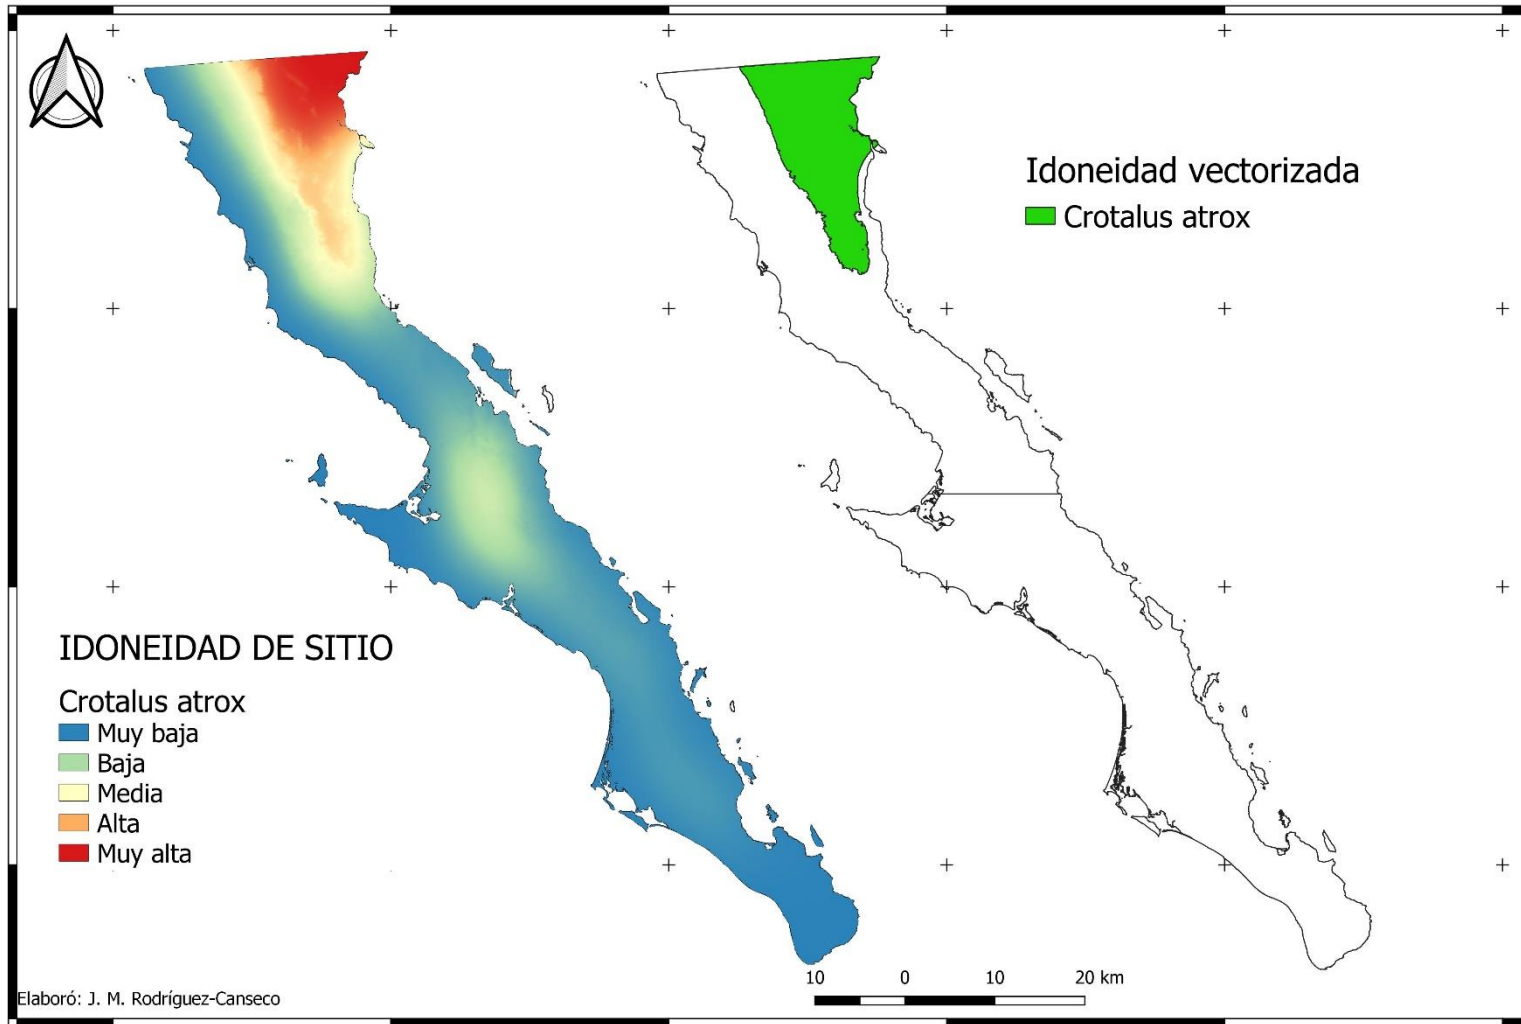 Idoneidad vectorizada
Crotalus atrox
IDONEIDAD DE SITIO
Crotalus atrox
Muy baja
Baja
Media
Alta
Muy alta
10 0 10 20 km
Elaboró: J. M. Rodríguez-Canseco